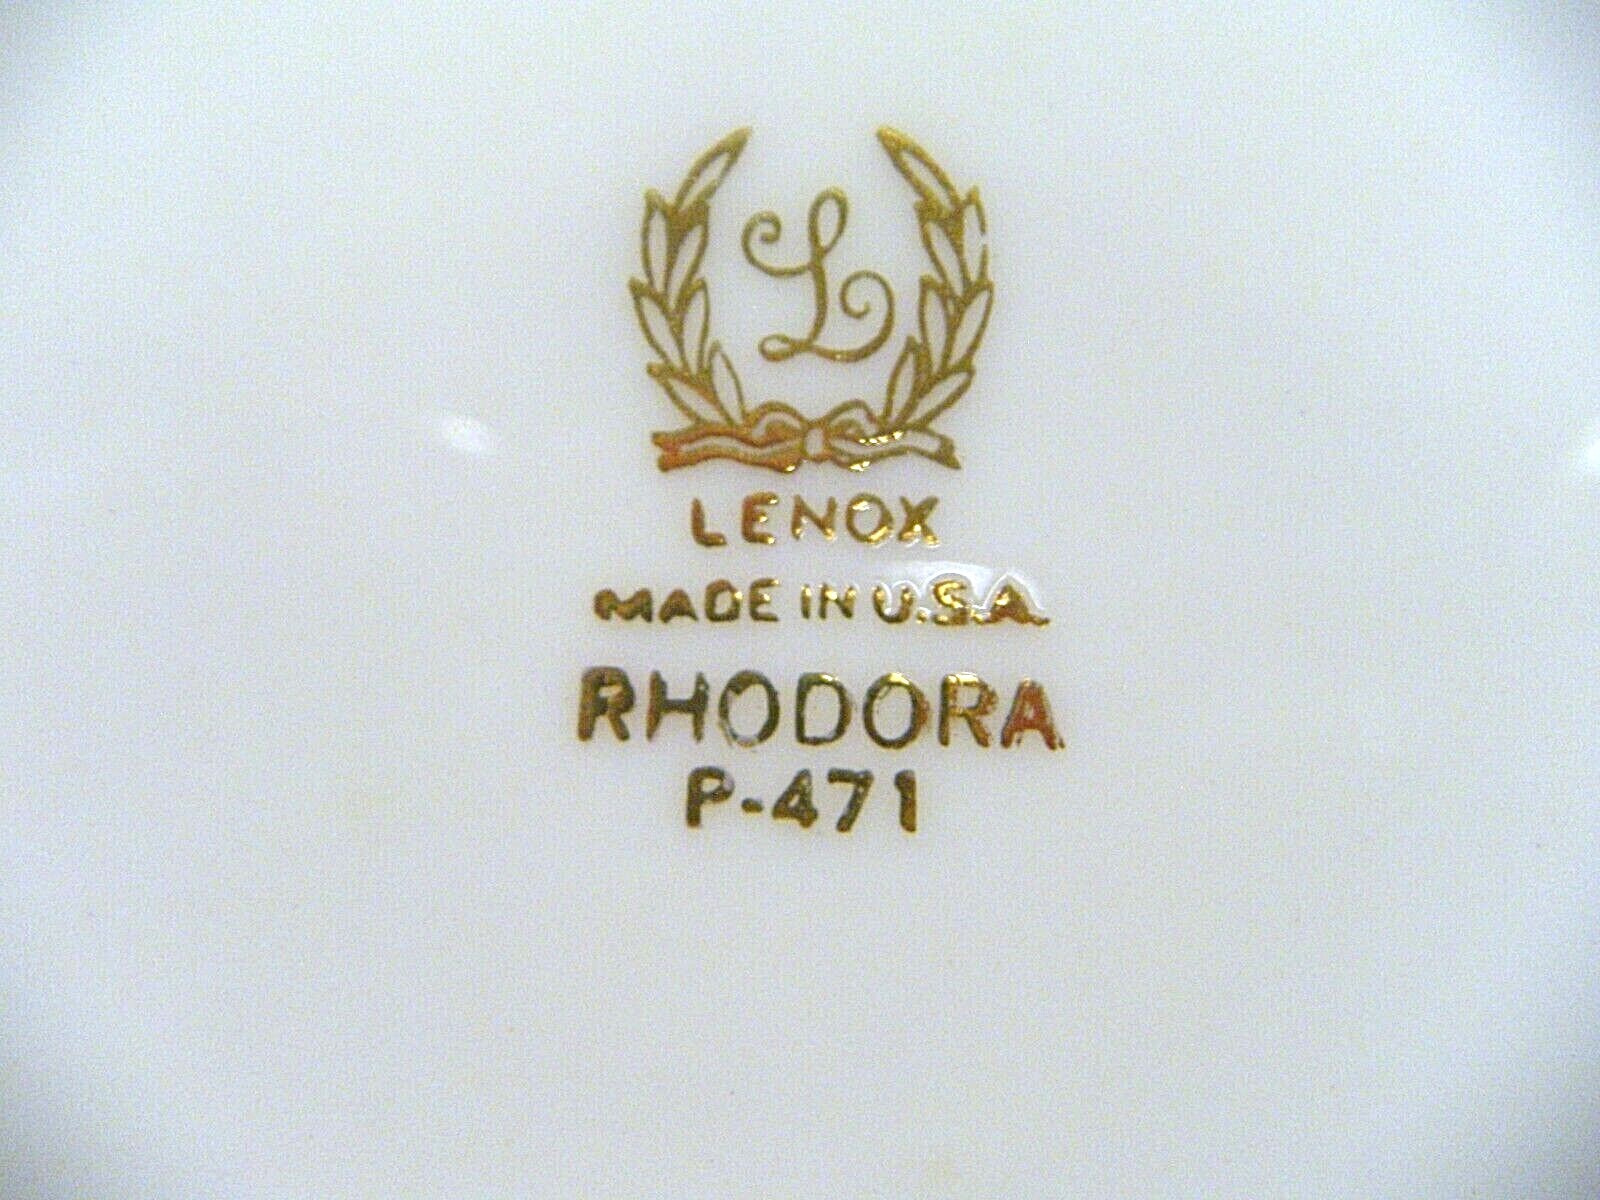 L
LENOX
MADE IN U.S.A.
RHODORA
P-471